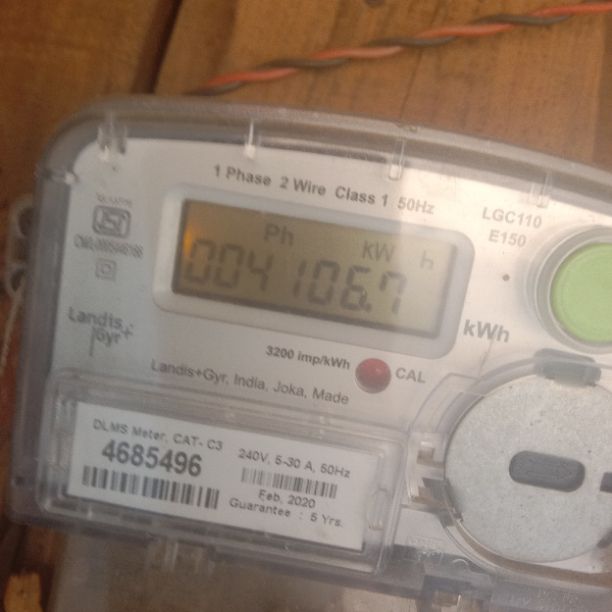 1 Phase 2 Wire Class 1 50Hz
LGC110
E150
Ph kW h
004106.7
kWh
Landis
Gyr+
3200 imp/kWh
CAL
Landis+Gyr, India, Joka, Made
DLMS Meter, CAT- C3
4685496
240V, 5-30 A, 50Hz
Feb, 2020
Guarantee : 5 Yrs.